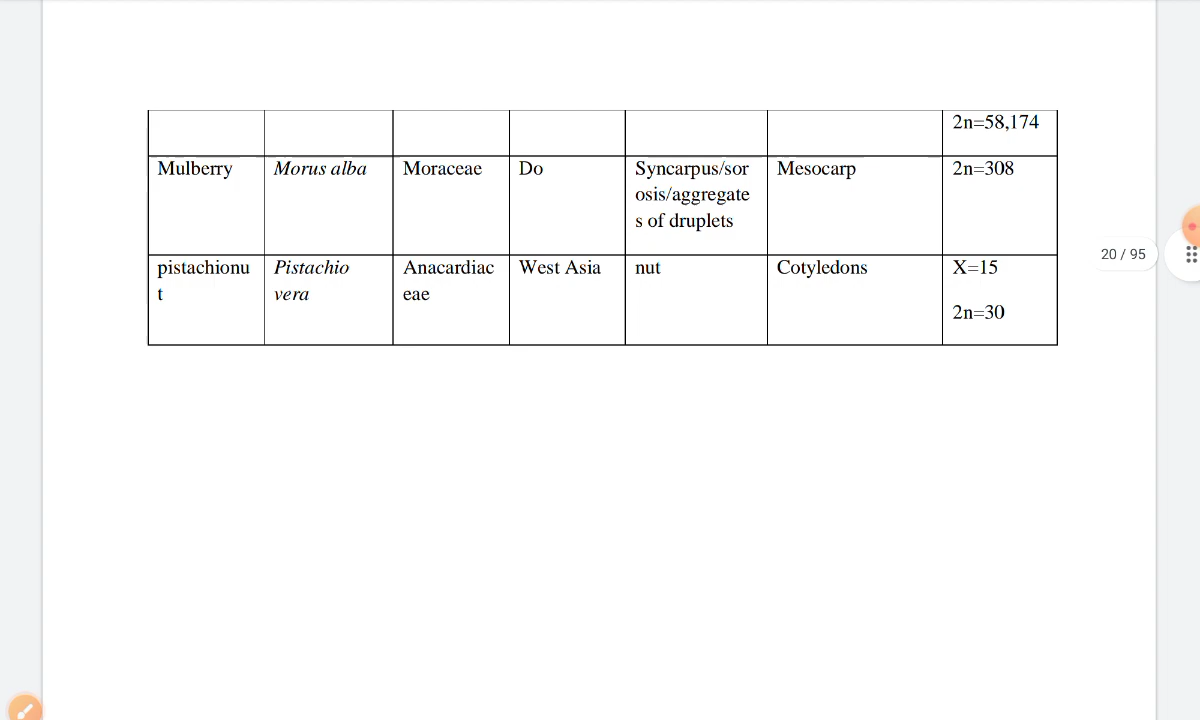 2n=58,174
Mulberry Morus alba Moraceae Do Syncarpus/sor Mesocarp 2n=308
osis/aggregate
s of druplets
pistachionu Pistachio Anacardiac West Asia nut Cotyledons X=15
t vera eae
2n=30
20 / 95